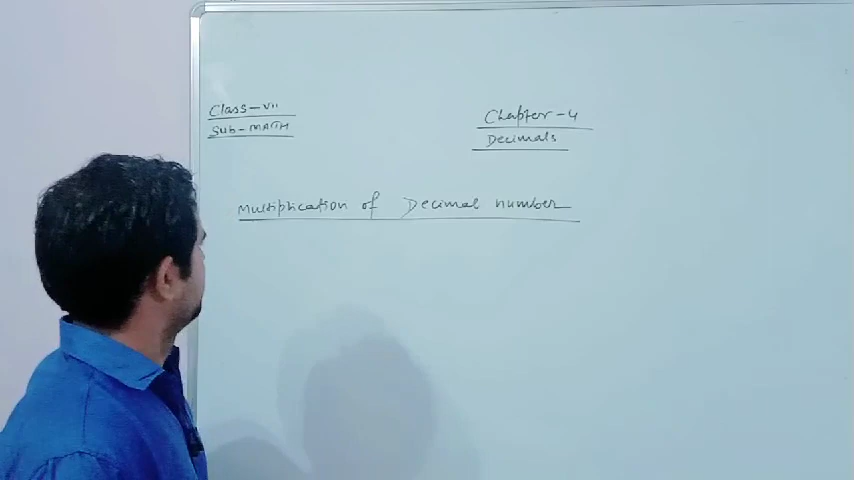 Class-VII
Sub-MATH
Chapter-4
Decimals
Multiplication of Decimal number